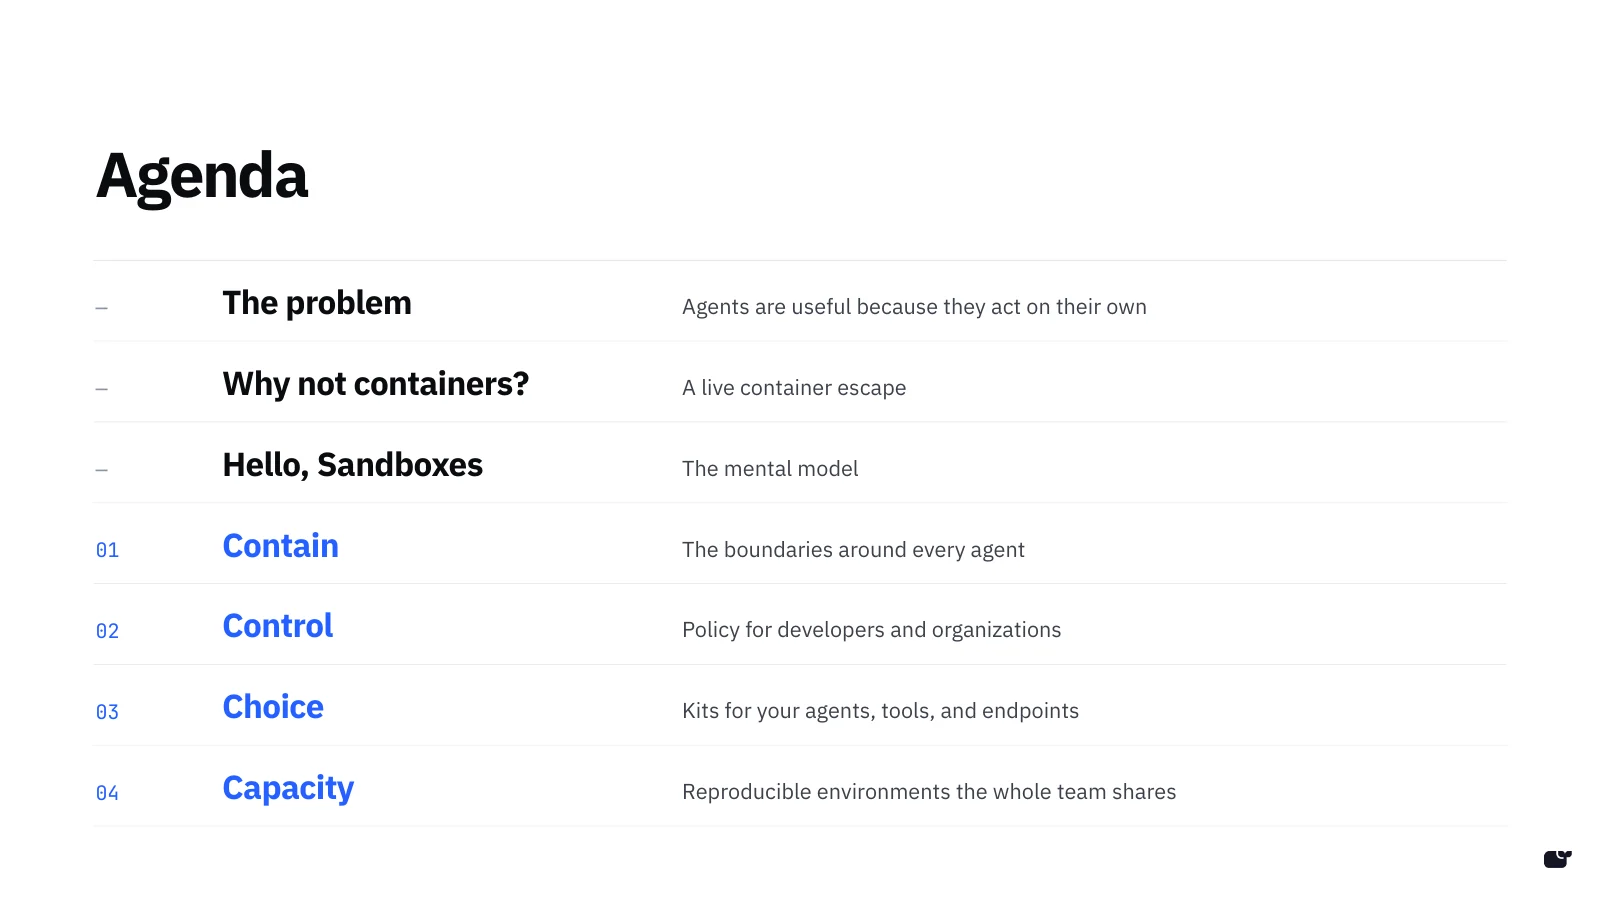 Agenda
– The problem Agents are useful because they act on their own
– Why not containers? A live container escape
– Hello, Sandboxes The mental model
01 Contain The boundaries around every agent
02 Control Policy for developers and organizations
03 Choice Kits for your agents, tools, and endpoints
04 Capacity Reproducible environments the whole team shares